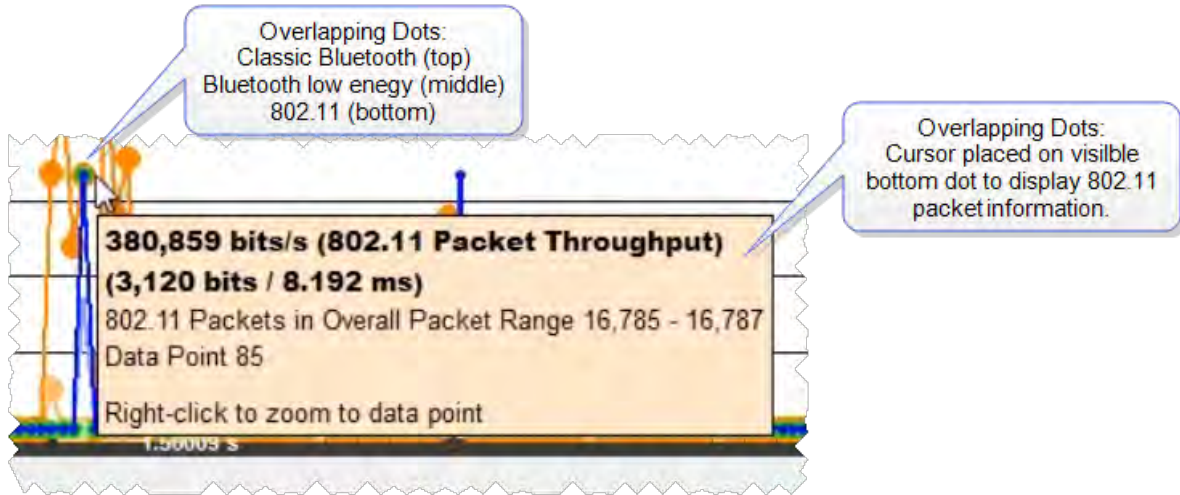 Overlapping Dots:
Classic Bluetooth (top)
Bluetooth low enegy (middle)
802.11 (bottom)
Overlapping Dots:
Cursor placed on visilble
bottom dot to display 802.11
packet information.
380,859 bits/s (802.11 Packet Throughput)
(3,120 bits / 8.192 ms)
802.11 Packets in Overall Packet Range 16,785 - 16,787
Data Point 85
Right-click to zoom to data point
1.50009 s